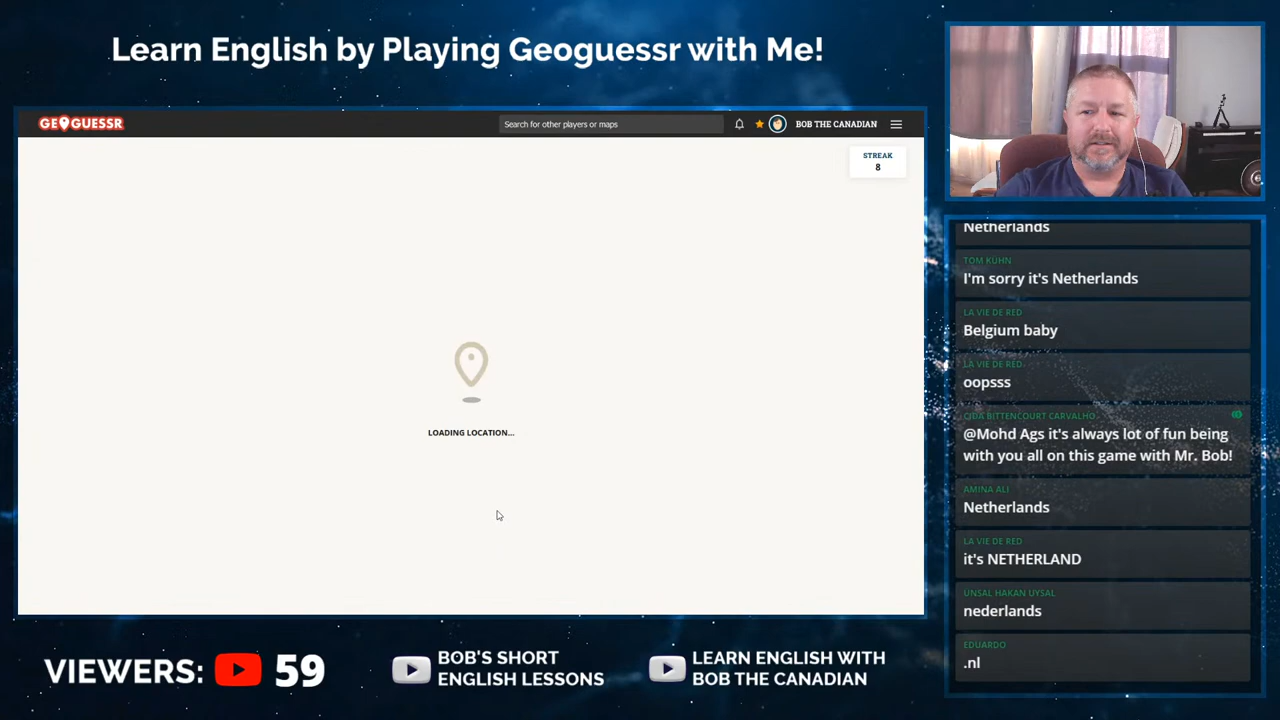 Learn English by Playing Geoguessr with Me!
GEOGUESSR
Search for other players or maps
BOB THE CANADIAN
STREAK
8
LOADING LOCATION...
Netherlands
TOM KUHN
I'm sorry it's Netherlands
LA VIE DE RED
Belgium baby
LA VIE DE RED
oopsss
CIDA BITTENCOURT CARVALHO
@Mohd Ags it's always lot of fun being
with you all on this game with Mr. Bob!
AMINA ALI
Netherlands
LA VIE DE RED
it's NETHERLAND
UNSAL HAKAN UYSAL
nederlands
EDUARDO
.nl
VIEWERS: 59
BOB'S SHORT
ENGLISH LESSONS
LEARN ENGLISH WITH
BOB THE CANADIAN